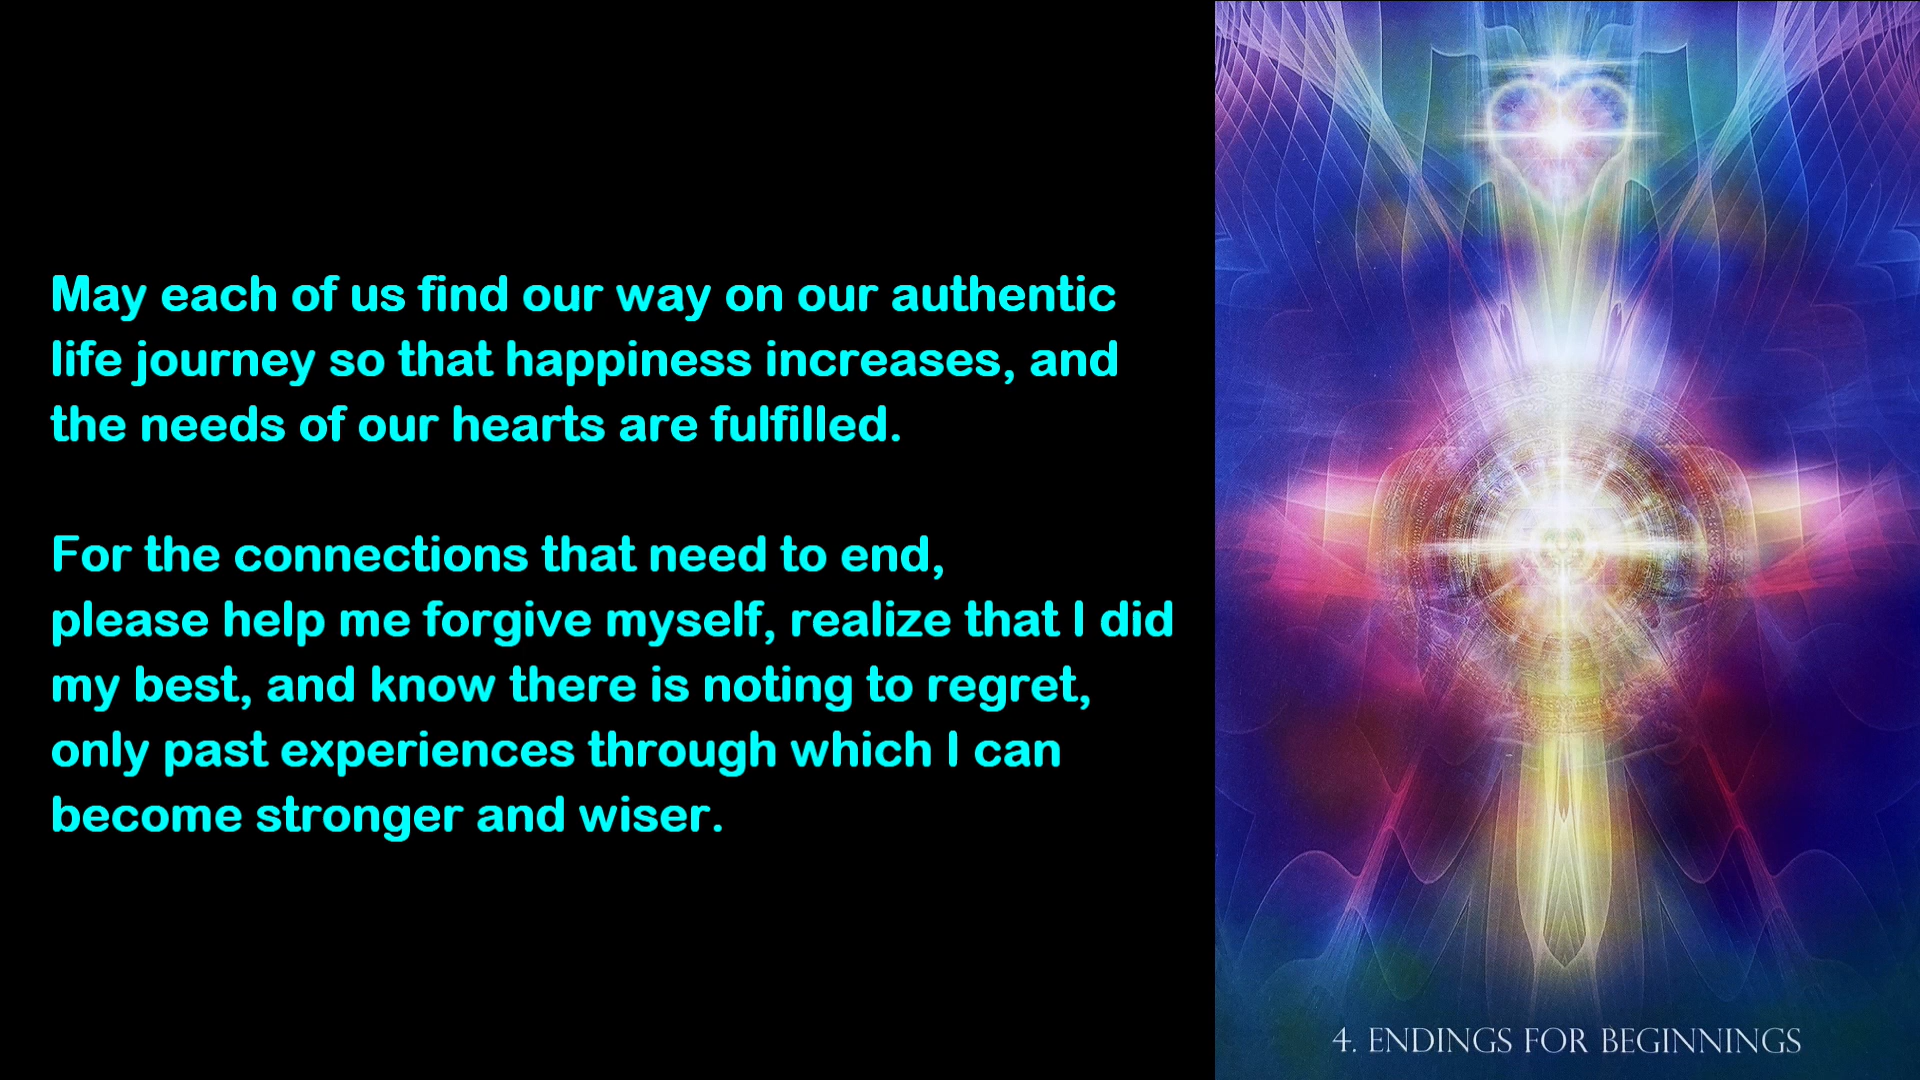 May each of us find our way on our authentic
life journey so that happiness increases, and
the needs of our hearts are fulfilled.
For the connections that need to end,
please help me forgive myself, realize that I did
my best, and know there is noting to regret,
only past experiences through which I can
become stronger and wiser.
4. ENDINGS FOR BEGINNINGS